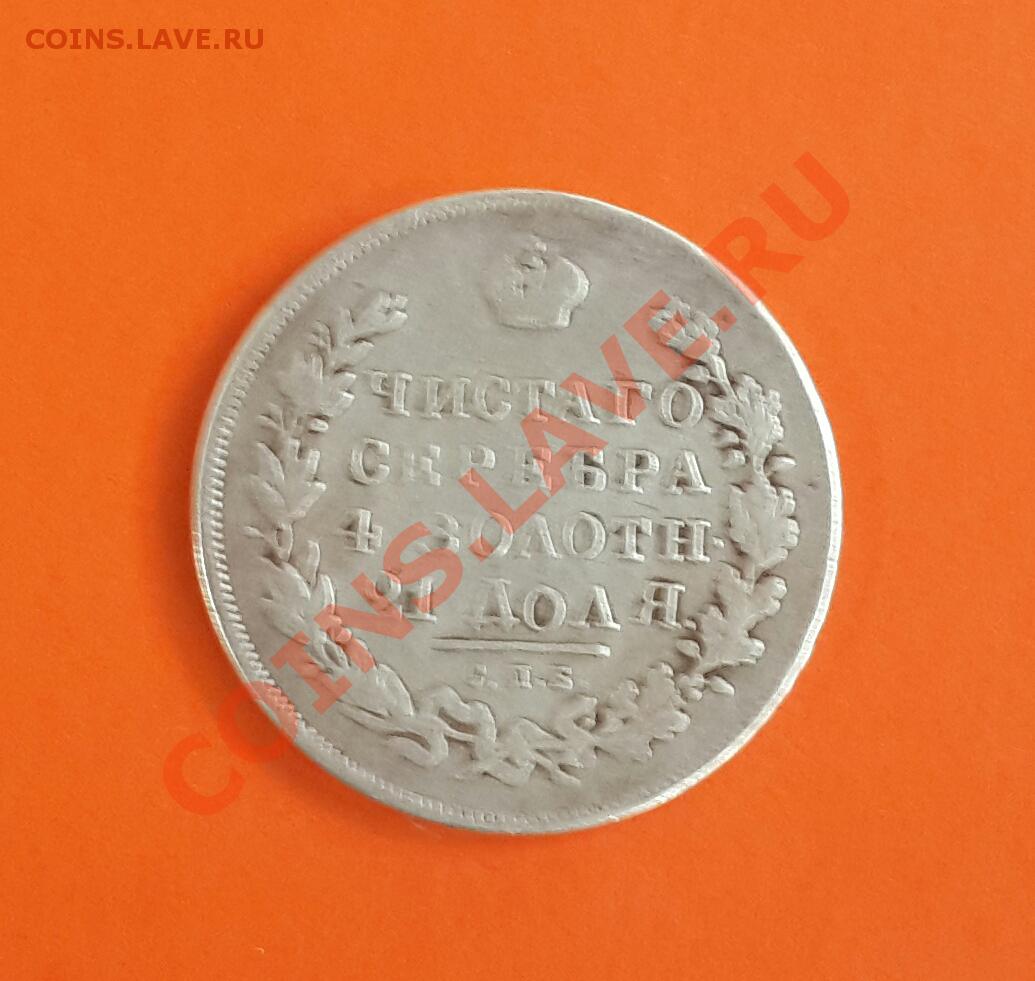 COINS.LAVE.RU
ЧИСТАГО
СЕРЕБРА
4 ЗОЛОТН.
21 ДОЛЯ.
С.П.Б.
COINS.LAVE.RU